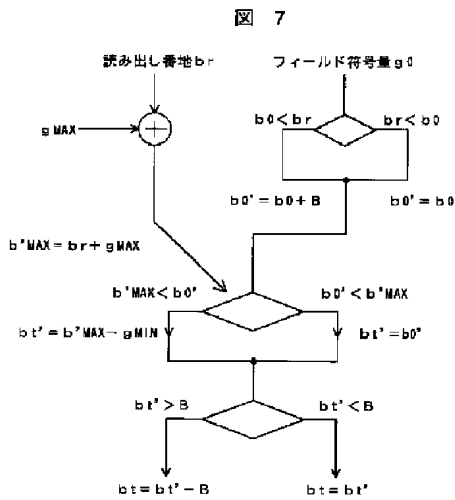 図 7
読み出し番地br
フィールド符号量g0
b0<br
br<b0
gMAX
b0'=b0+B
b0'=b0
b'MAX=br+gMAX
b'MAX<b0'
b0'<b'MAX
bt'=b'MAX-gMIN
bt'=b0'
bt'>B
bt'<B
bt=bt'-B
bt=bt'